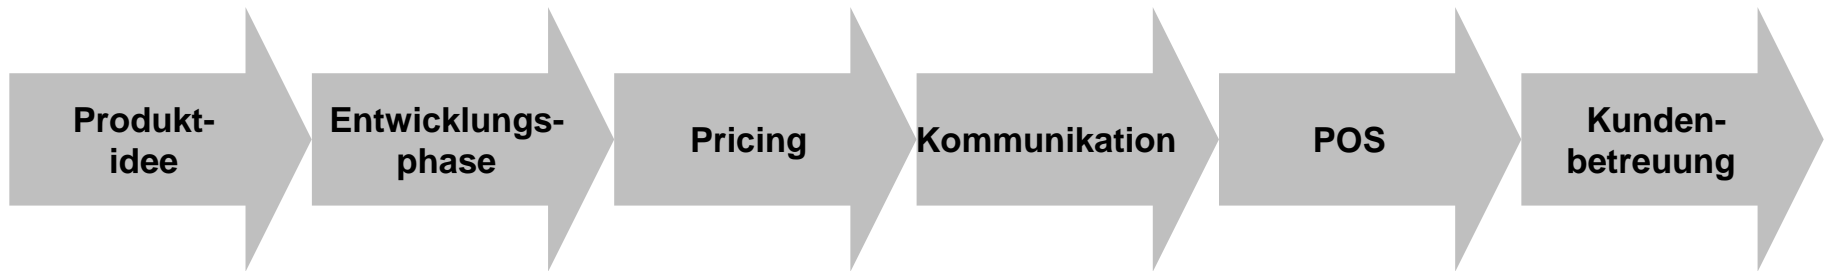 Produkt-
idee
Entwicklungs-
phase
Pricing
Kommunikation
POS
Kunden-
betreuung